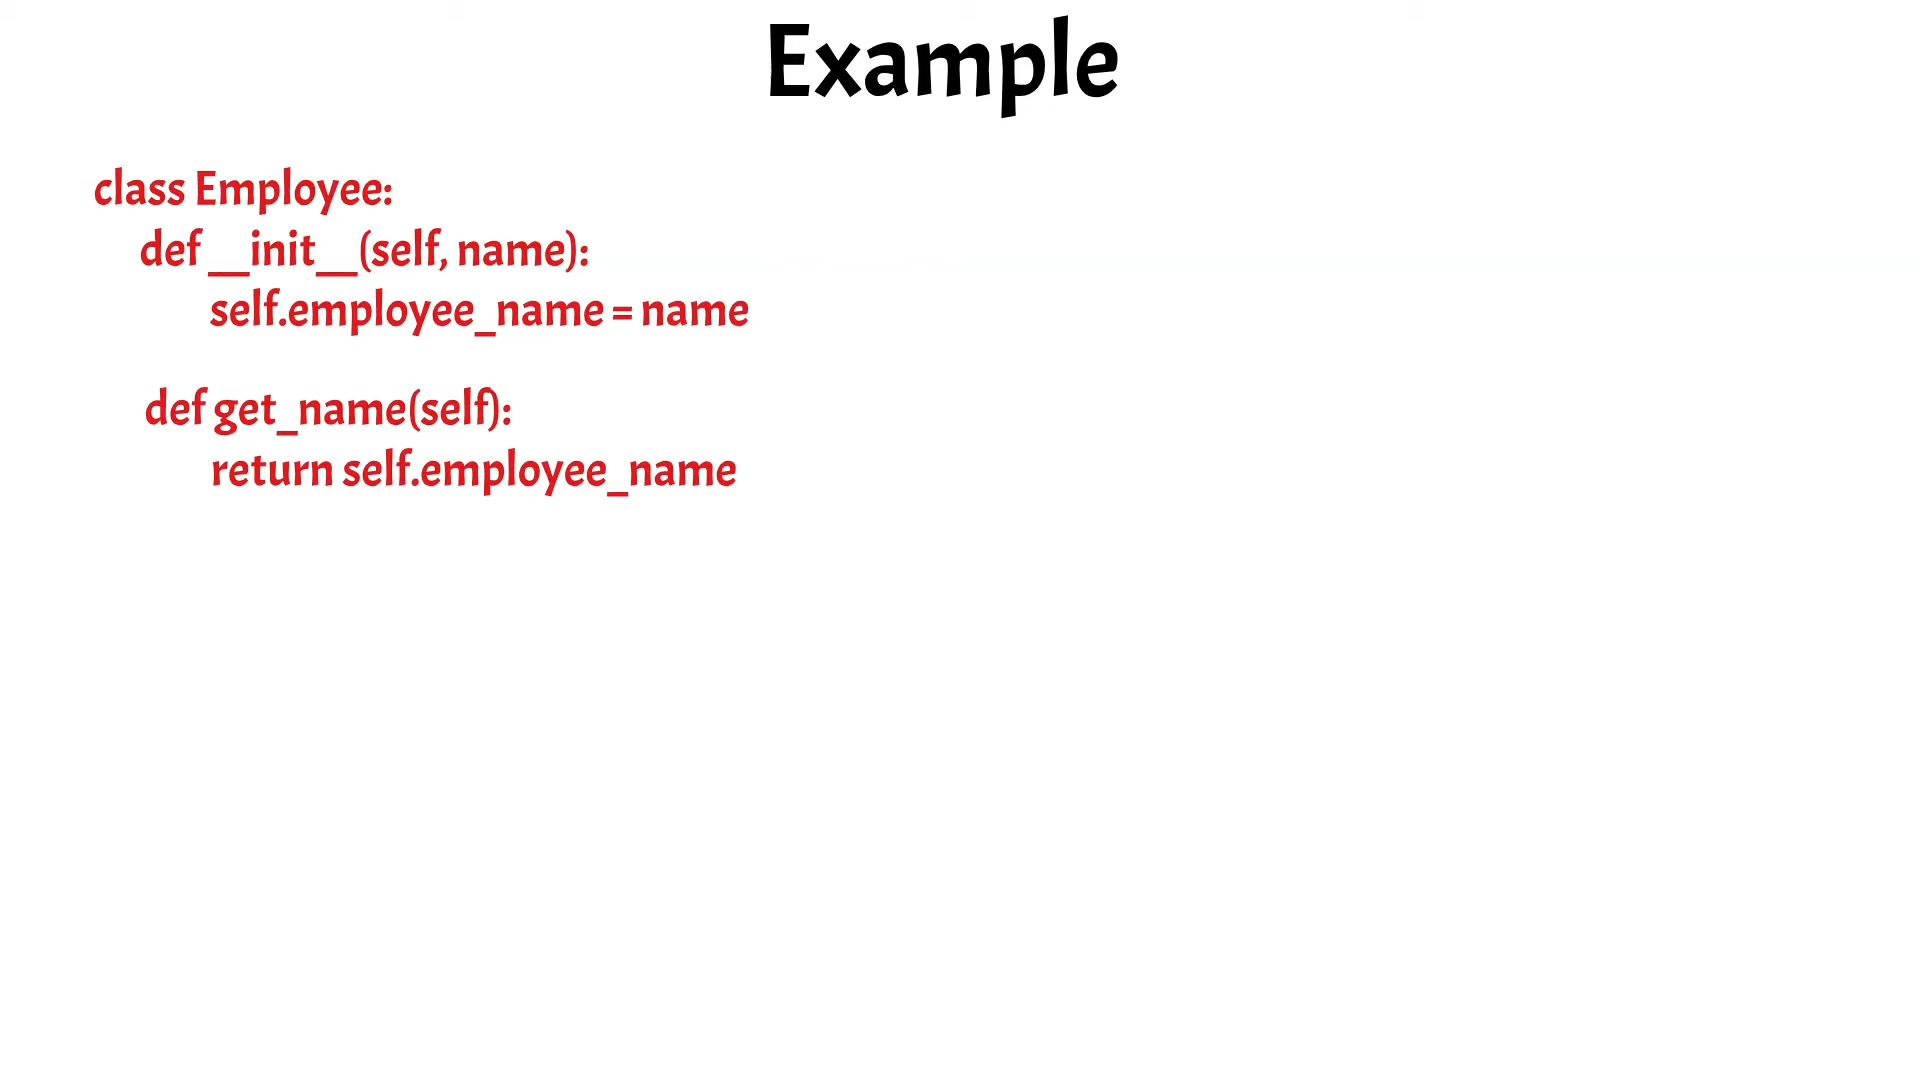 Example
class Employee:
def __init__(self, name):
self.employee_name = name
def get_name(self):
return self.employee_name